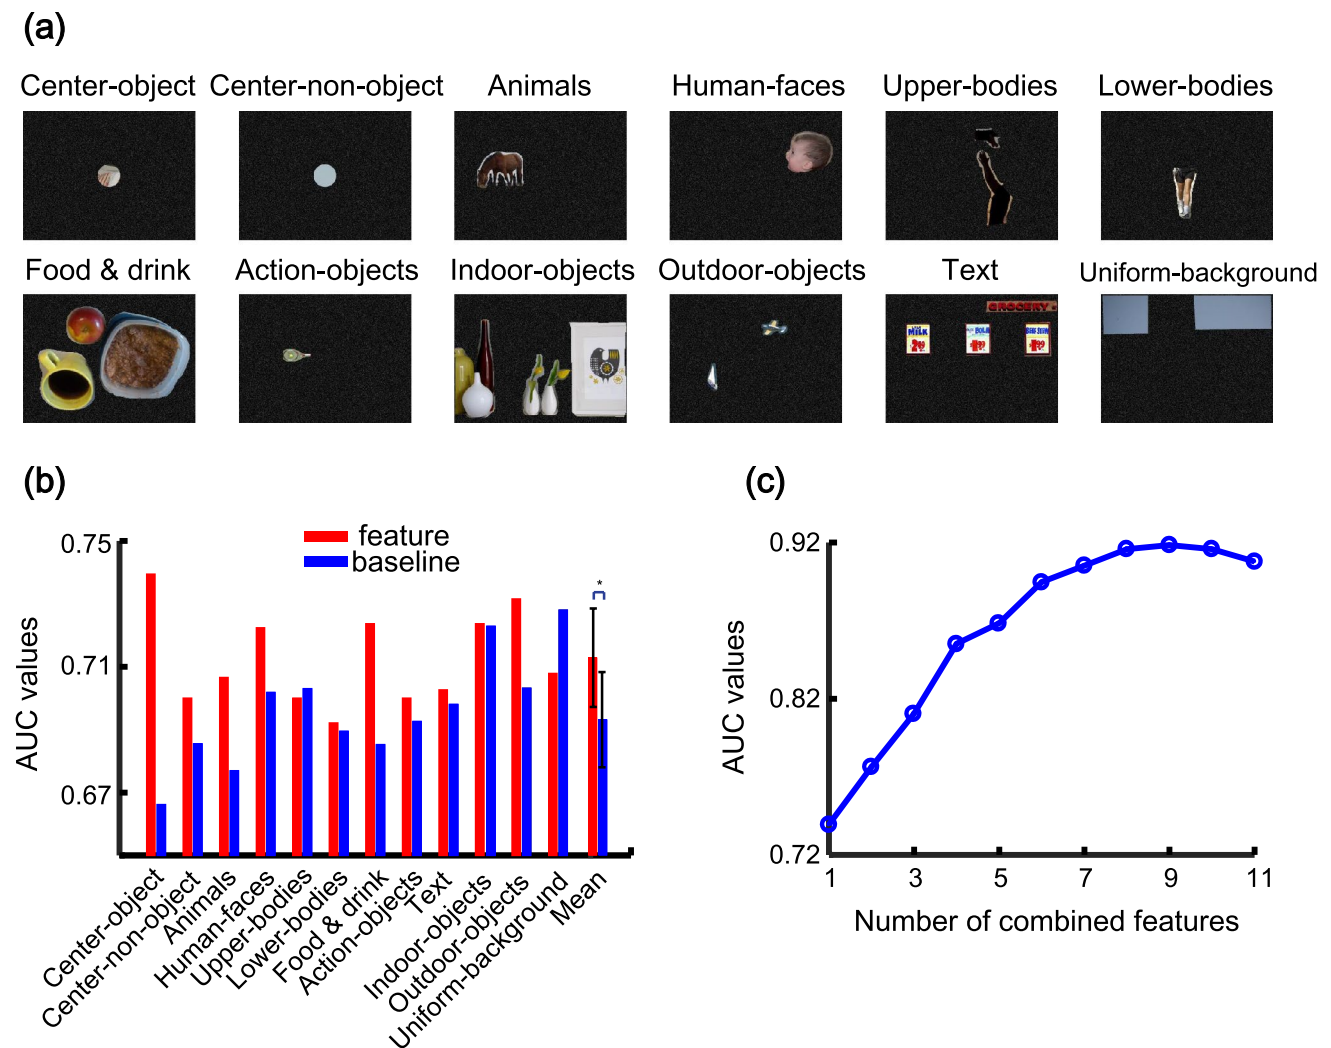 (a)
Center-object Center-non-object Animals Human-faces Upper-bodies Lower-bodies
Food & drink Action-objects Indoor-objects Outdoor-objects Text Uniform-background
GROCERY
MILK
(b)
feature
baseline
*
0.75
0.71
0.67
AUC values
Center-object
Center-non-object
Animals
Human-faces
Upper-bodies
Lower-bodies
Food & drink
Action-objects
Text
Indoor-objects
Outdoor-objects
Uniform-background
Mean
(c)
0.92
0.82
0.72
AUC values
1 3 5 7 9 11
Number of combined features